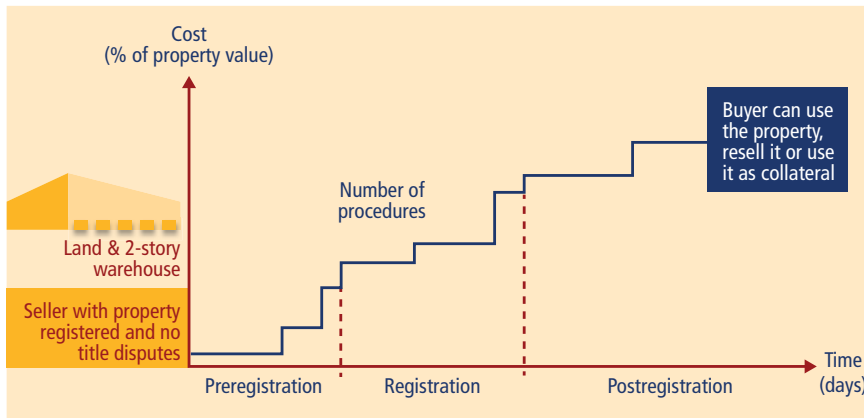 Cost
(% of property value)
Buyer can use
the property,
resell it or use
it as collateral
Number of
procedures
Land & 2-story
warehouse
Seller with property
registered and no
title disputes
Preregistration
Registration
Postregistration
Time
(days)